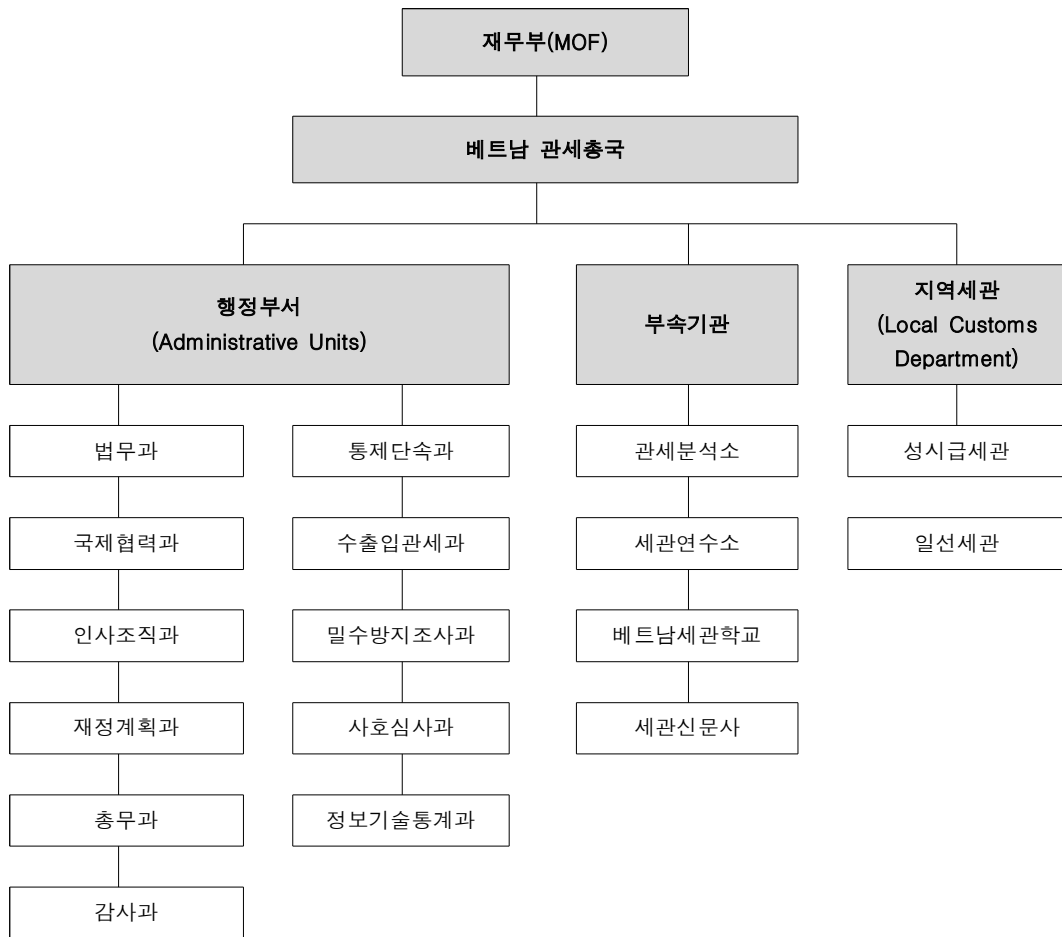 재무부(MOF)
베트남 관세총국
행정부서
(Administrative Units)
부속기관
지역세관
(Local Customs
Department)
법무과
통제단속과
관세분석소
성시급세관
국제협력과
수출입관세과
세관연수소
일선세관
인사조직과
밀수방지조사과
베트남세관학교
재정계획과
사호심사과
세관신문사
총무과
정보기술통계과
감사과